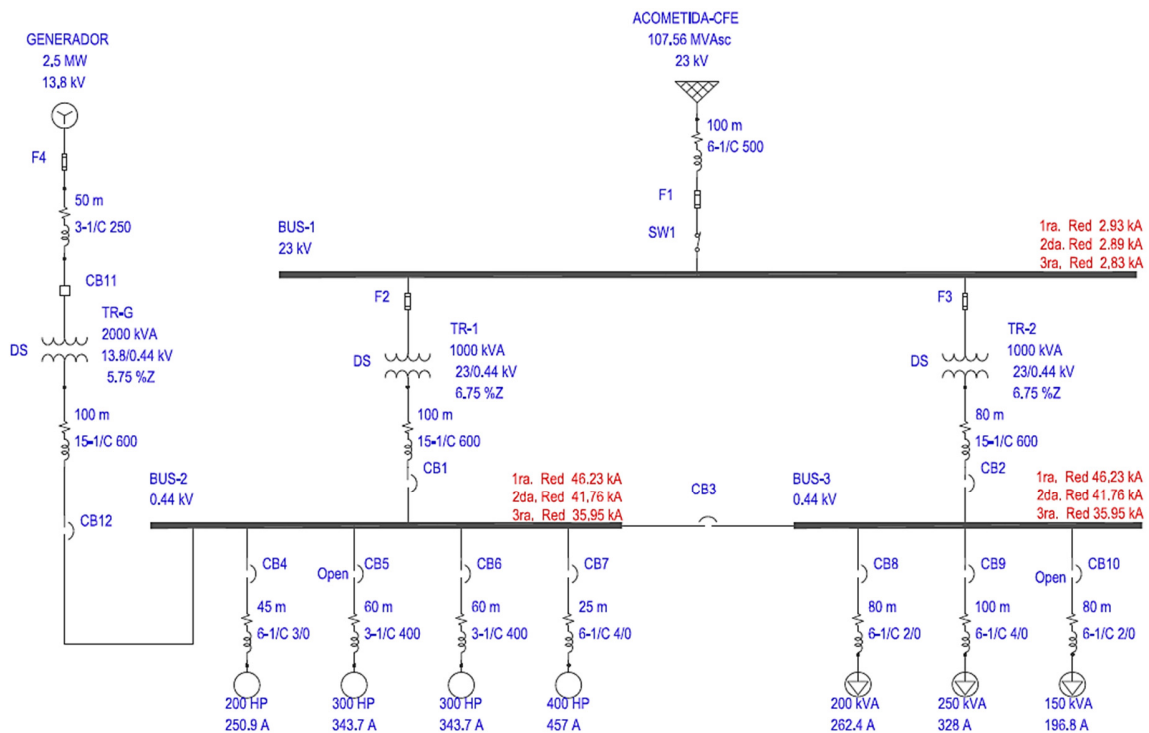 ACOMETIDA-CFE
107.56 MVAsc
23 kV
GENERADOR
2.5 MW
13.8 kV
F4
50 m
3-1/C 250
CB11
TR-G
2000 kVA
13.8/0.44 kV
5.75 %Z
DS
100 m
15-1/C 600
CB12
100 m
6-1/C 500
F1
SW1
BUS-1
23 kV
1ra. Red 2.93 kA
2da. Red 2.89 kA
3ra. Red 2.83 kA
F2
TR-1
1000 kVA
23/0.44 kV
6.75 %Z
DS
100 m
15-1/C 600
CB1
F3
TR-2
1000 kVA
23/0.44 kV
6.75 %Z
DS
80 m
15-1/C 600
CB2
BUS-2
0.44 kV
1ra. Red 46.23 kA
2da. Red 41.76 kA
3ra. Red 35.95 kA
CB3
BUS-3
0.44 kV
1ra. Red 46.23 kA
2da. Red 41.76 kA
3ra. Red 35.95 kA
CB4
45 m
6-1/C 3/0
200 HP
250.9 A
Open
CB5
60 m
3-1/C 400
300 HP
343.7 A
CB6
60 m
3-1/C 400
300 HP
343.7 A
CB7
25 m
6-1/C 4/0
400 HP
457 A
CB8
80 m
6-1/C 2/0
200 kVA
262.4 A
CB9
100 m
6-1/C 4/0
250 kVA
328 A
Open
CB10
80 m
6-1/C 2/0
150 kVA
196.8 A